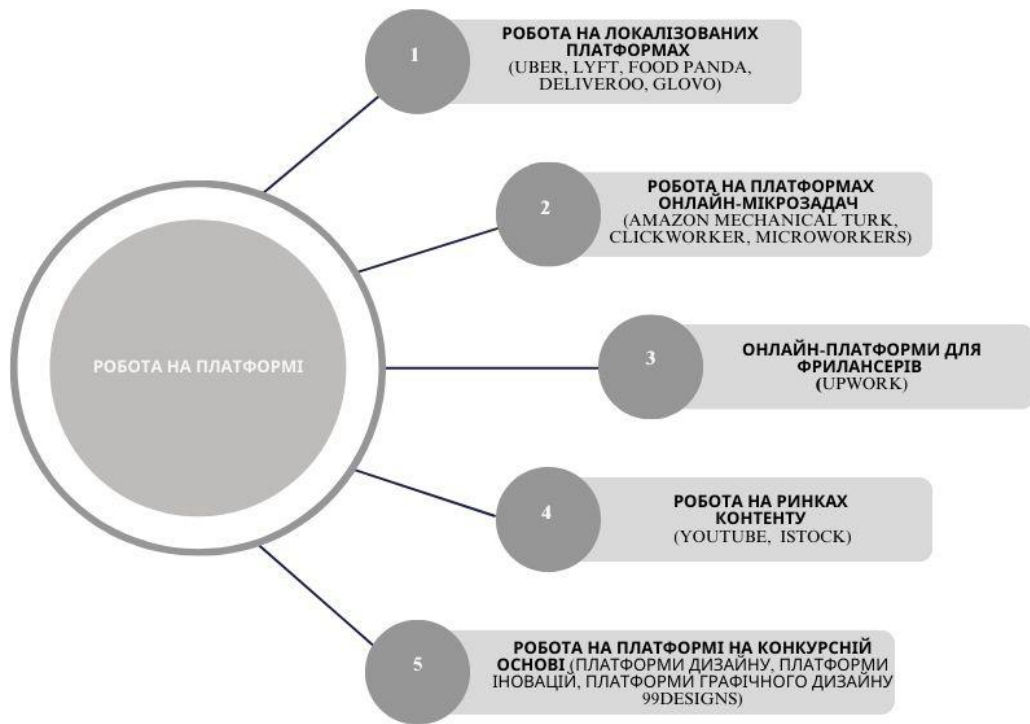 1
РОБОТА НА ЛОКАЛІЗОВАНИХ
ПЛАТФОРМАХ
(UBER, LYFT, FOOD PANDA,
DELIVEROO, GLOVO)
2
РОБОТА НА ПЛАТФОРМАХ
ОНЛАЙН-МІКРОЗАДАЧ
(AMAZON MECHANICAL TURK,
CLICKWORKER, MICROWORKERS)
РОБОТА НА ПЛАТФОРМІ
3
ОНЛАЙН-ПЛАТФОРМИ ДЛЯ
ФРИЛАНСЕРІВ
(UPWORK)
4
РОБОТА НА РИНКАХ
КОНТЕНТУ
(YOUTUBE, ISTOCK)
5
РОБОТА НА ПЛАТФОРМІ НА КОНКУРСНІЙ
ОСНОВІ (ПЛАТФОРМИ ДИЗАЙНУ, ПЛАТФОРМИ
ІНОВАЦІЙ, ПЛАТФОРМИ ГРАФІЧНОГО ДИЗАЙНУ
99DESIGNS)